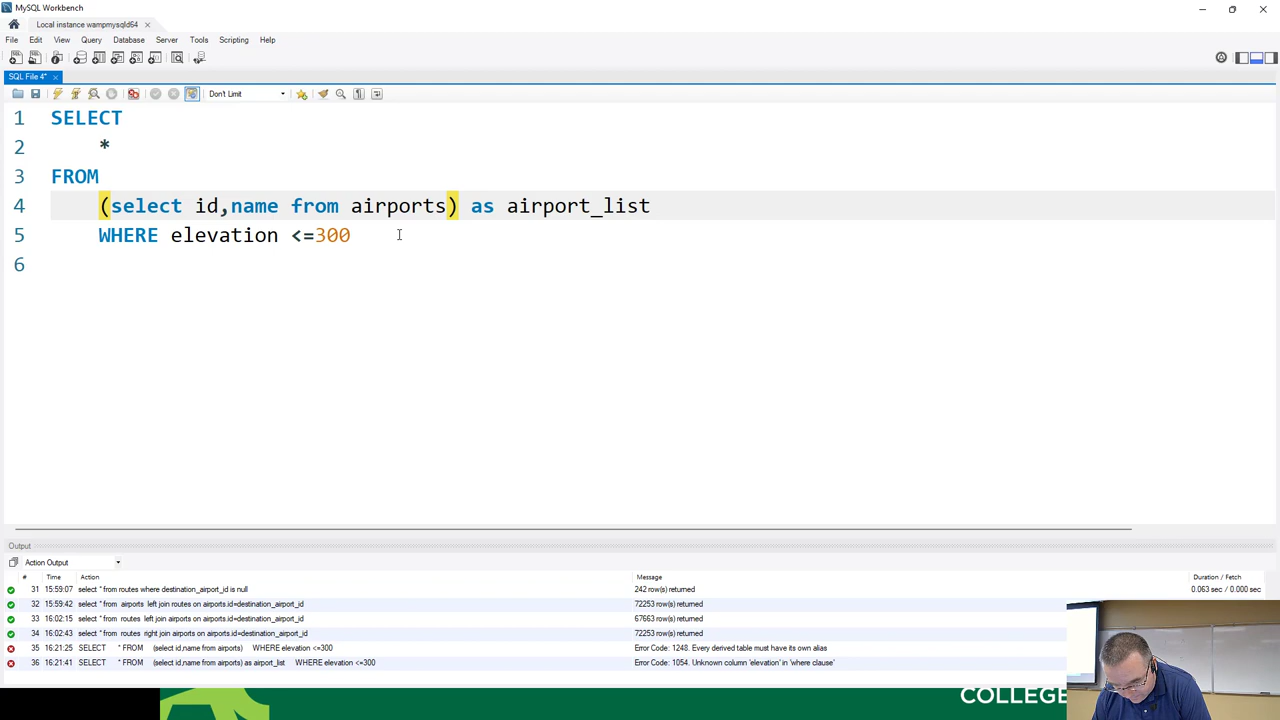 MySQL Workbench
Local instance wampmysqld64
File Edit View Query Database Server Tools Scripting Help
SQL File 4*
Don't Limit
1 SELECT
2 *
3 FROM
4 (select id,name from airports) as airport_list
5 WHERE elevation <=300
6
Output
Action Output
# Time Action Message Duration / Fetch
31 15:59:07 select * from routes where destination_airport_id is null 242 row(s) returned 0.063 sec / 0.000 sec
32 15:59:42 select * from airports left join routes on airports.id=destination_airport_id 72253 row(s) returned
33 16:02:15 select * from routes left join airports on airports.id=destination_airport_id 67663 row(s) returned
34 16:02:43 select * from routes right join airports on airports.id=destination_airport_id 72253 row(s) returned
35 16:21:25 SELECT * FROM (select id,name from airports) WHERE elevation <=300 Error Code: 1248. Every derived table must have its own alias
36 16:21:41 SELECT * FROM (select id,name from airports) as airport_list WHERE elevation <=300 Error Code: 1054. Unknown column 'elevation' in 'where clause'
COLLEGE